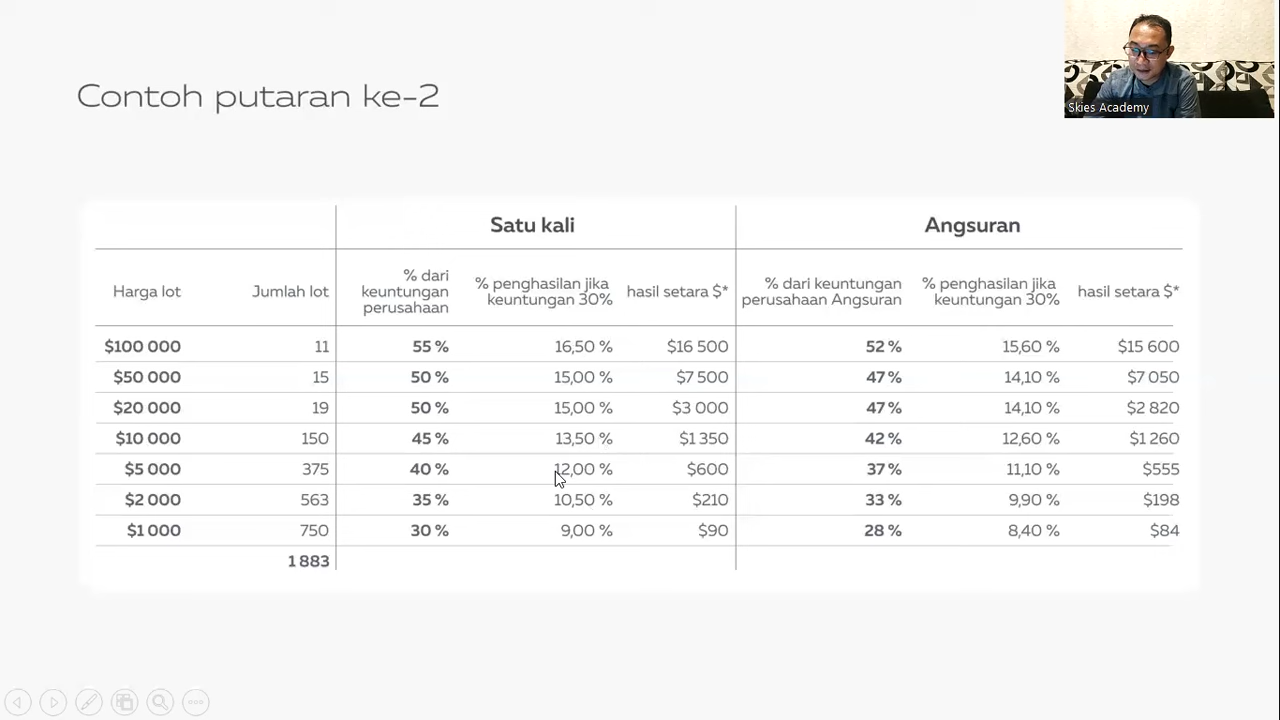 Contoh putaran ke-2
Skies Academy
Satu kali Angsuran
Harga lot Jumlah lot % dari keuntungan perusahaan % penghasilan jika keuntungan 30% hasil setara $* % dari keuntungan perusahaan Angsuran % penghasilan jika keuntungan 30% hasil setara $*
$100 000 11 55 % 16,50 % $16 500 52 % 15,60 % $15 600
$50 000 15 50 % 15,00 % $7 500 47 % 14,10 % $7 050
$20 000 19 50 % 15,00 % $3 000 47 % 14,10 % $2 820
$10 000 150 45 % 13,50 % $1 350 42 % 12,60 % $1 260
$5 000 375 40 % 12,00 % $600 37 % 11,10 % $555
$2 000 563 35 % 10,50 % $210 33 % 9,90 % $198
$1 000 750 30 % 9,00 % $90 28 % 8,40 % $84
1 883